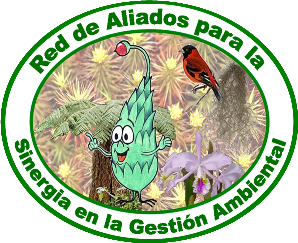 Red de Aliados para la
Sinergia en la Gestión Ambiental